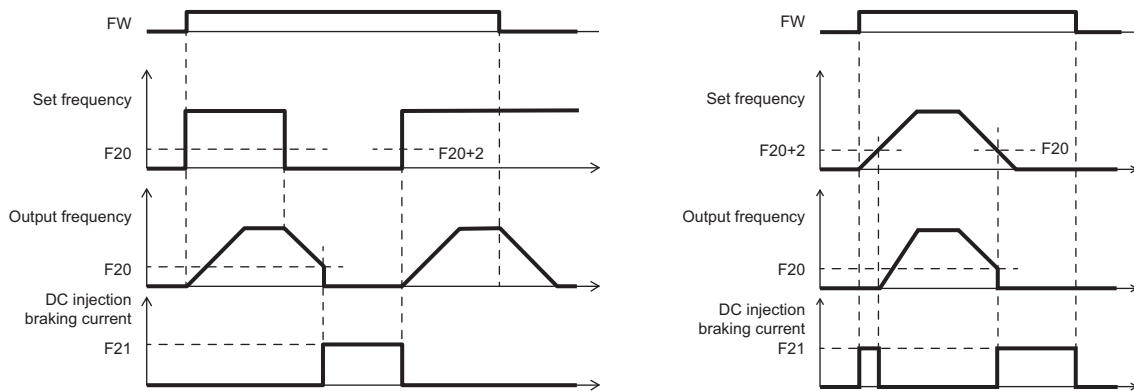 FW
Set frequency
F20
F20+2
Output frequency
F20
DC injection
braking current
F21
FW
Set frequency
F20+2
F20
Output frequency
F20
DC injection
braking current
F21